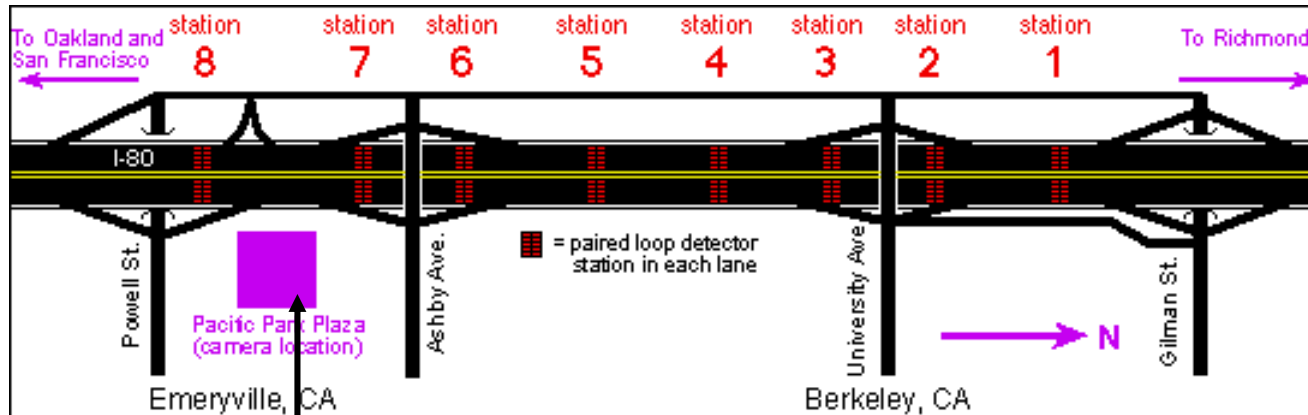 To Oakland and
San Francisco
station
8
station
7
station
6
station
5
station
4
station
3
station
2
station
1
To Richmond
I-80
= paired loop detector
station in each lane
Powell St.
Pacific Park Plaza
(camera location)
Ashby Ave.
University Ave
Gilman St.
N
Emeryville, CA
Berkeley, CA